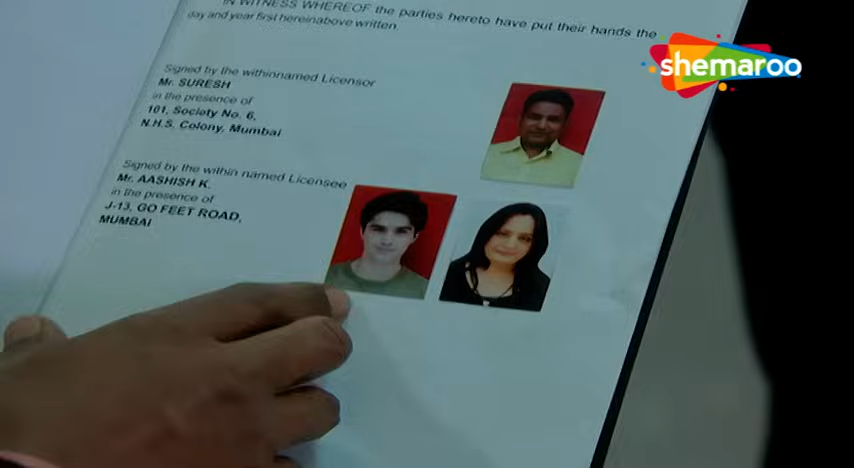 IN WITNESS WHEREOF the parties hereto have put their hands the
day and year first hereinabove written.
shemaroo
Signed by the withinnamed Licensor
Mr. SURESH
in the presence of
101, Society No. 6,
N.H.S. Colony, Mumbai
Signed by the within named Licensee
Mr. AASHISH K.
in the presence of
J-13, GO FEET ROAD,
MUMBAI